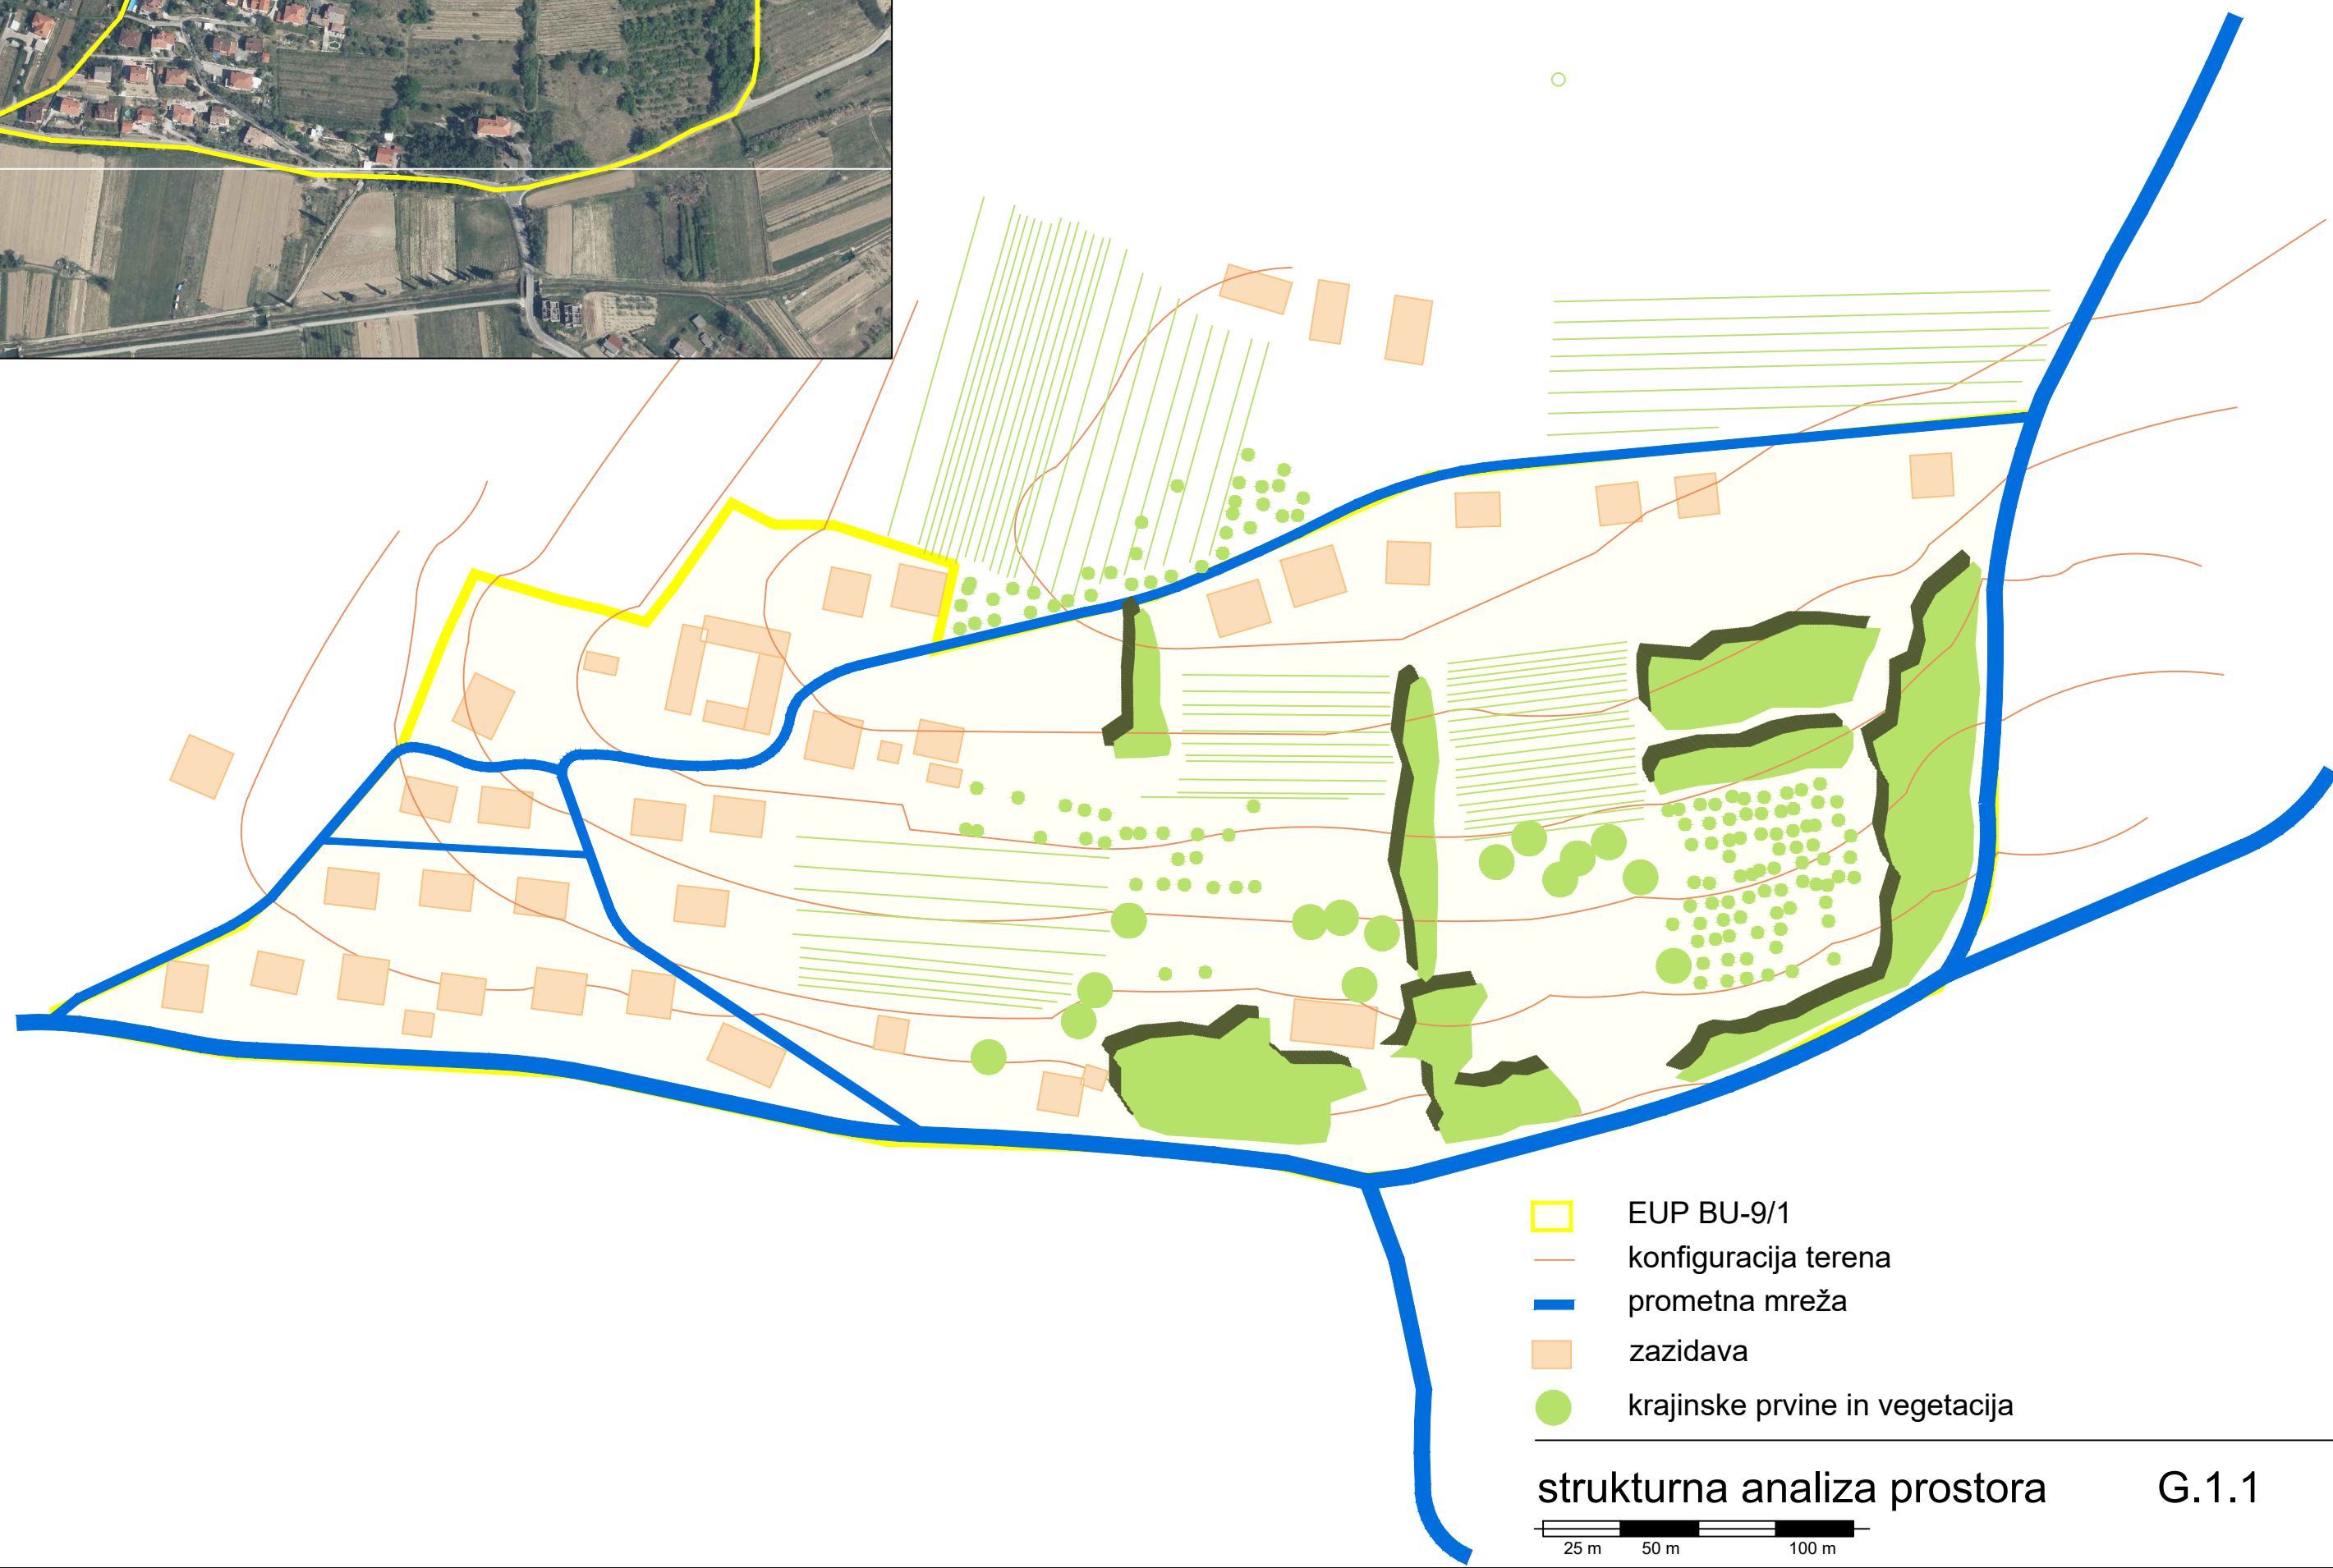 EUP BU-9/1
konfiguracija terena
prometna mreža
zazidava
krajinske prvine in vegetacija
strukturna analiza prostora G.1.1
25 m 50 m 100 m